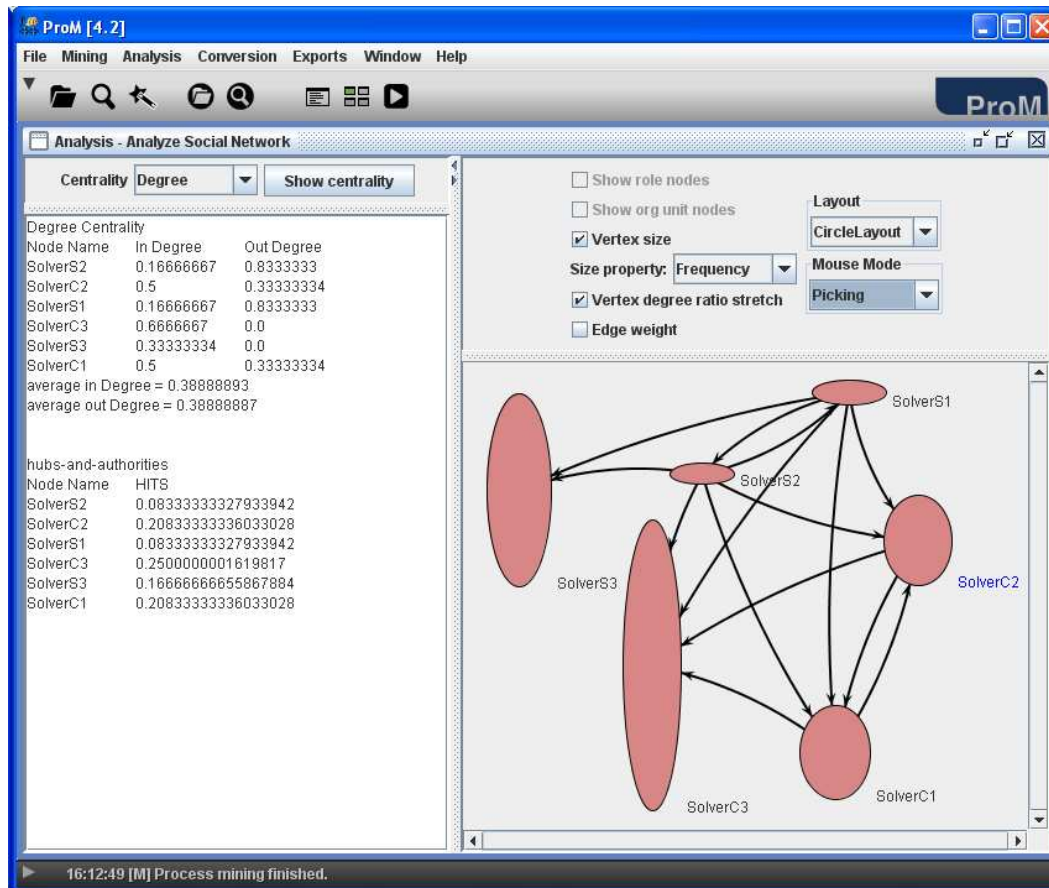 ProM [4.2]
File Mining Analysis Conversion Exports Window Help
ProM
Analysis - Analyze Social Network
Centrality Degree Show centrality
Degree Centrality
Node Name In Degree Out Degree
SolverS2 0.16666667 0.8333333
SolverC2 0.5 0.33333334
SolverS1 0.16666667 0.8333333
SolverC3 0.6666667 0.0
SolverS3 0.33333334 0.0
SolverC1 0.5 0.33333334
average in Degree = 0.38888893
average out Degree = 0.38888887
hubs-and-authorities
Node Name HITS
SolverS2 0.08333333327933942
SolverC2 0.20833333336033028
SolverS1 0.08333333327933942
SolverC3 0.2500000001619817
SolverS3 0.16666666655867884
SolverC1 0.20833333336033028
Show role nodes
Show org unit nodes
Vertex size
Size property: Frequency
Vertex degree ratio stretch
Edge weight
Layout
CircleLayout
Mouse Mode
Picking
SolverS1
SolverS2
SolverS3
SolverC2
SolverC1
SolverC3
16:12:49 [M] Process mining finished.